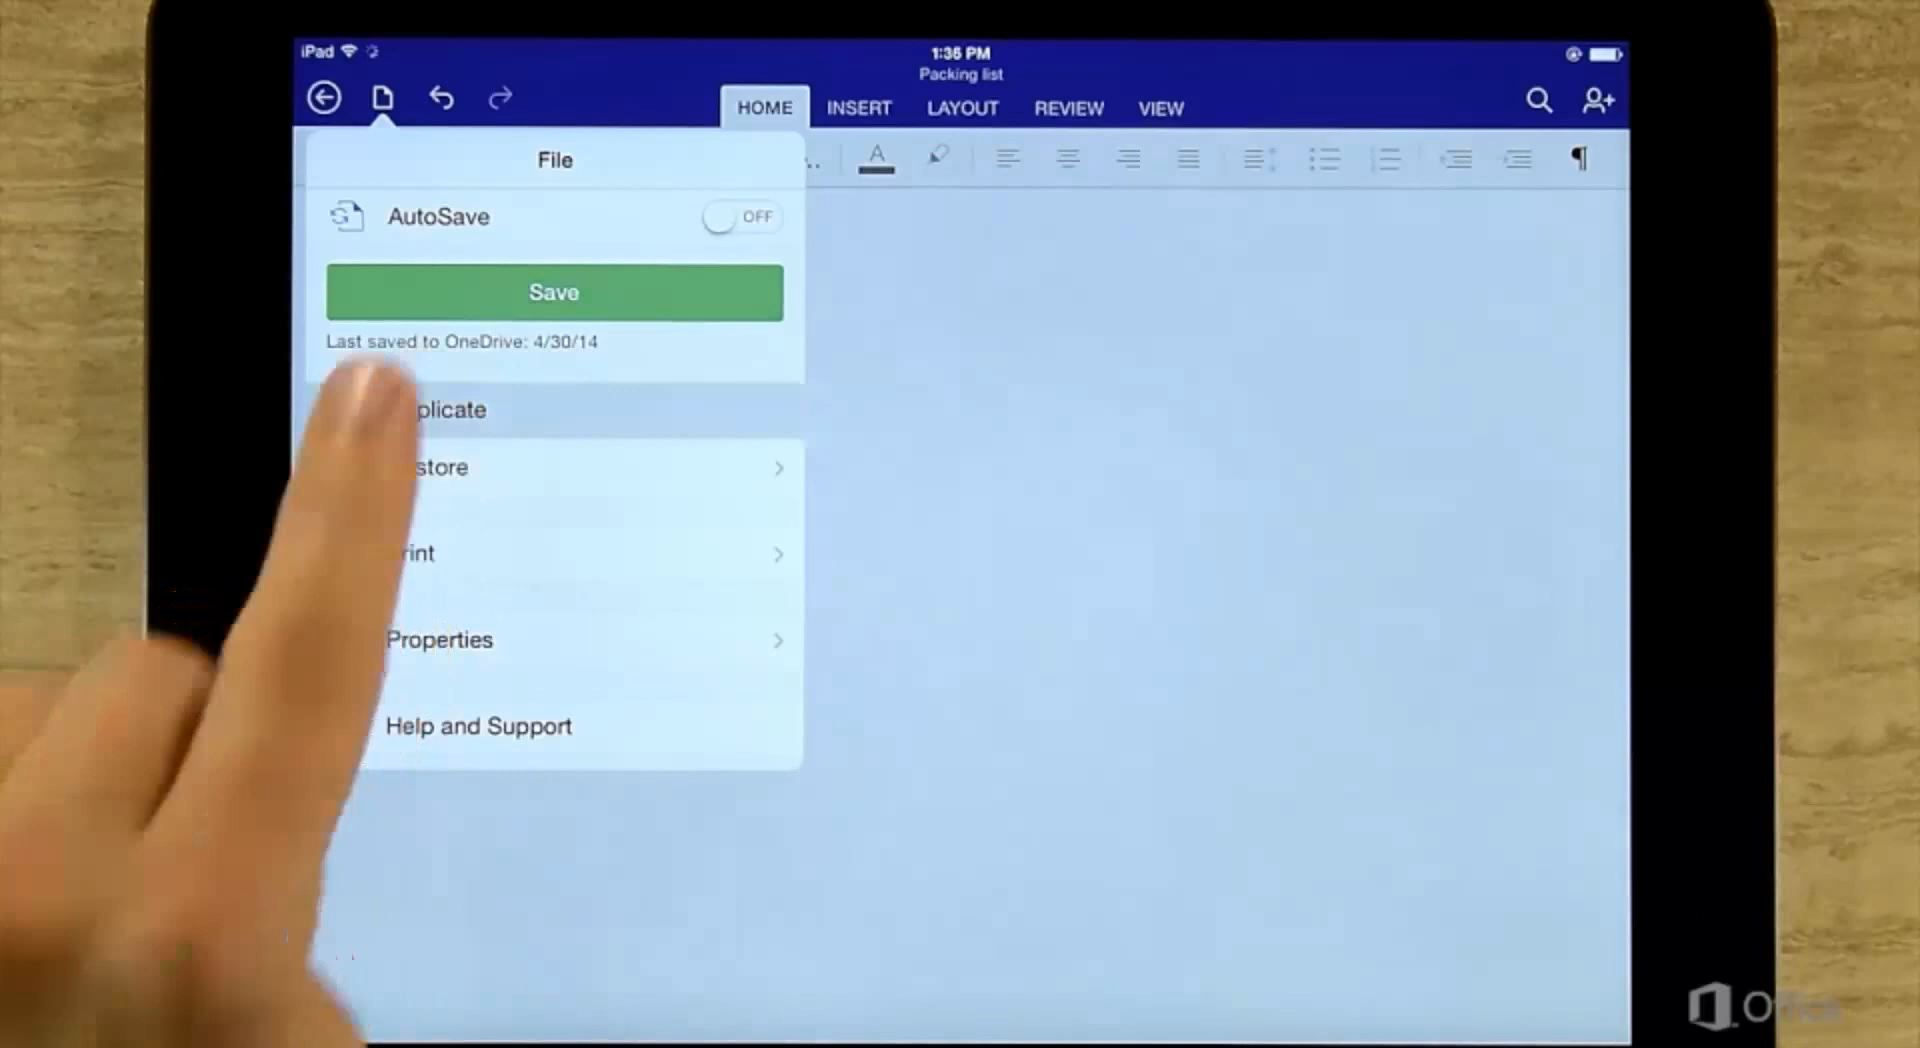 iPad
1:36 PM
Packing list
HOME INSERT LAYOUT REVIEW VIEW
File
AutoSave OFF
Save
Last saved to OneDrive: 4/30/14
plicate
store
rint
Properties
Help and Support
Office